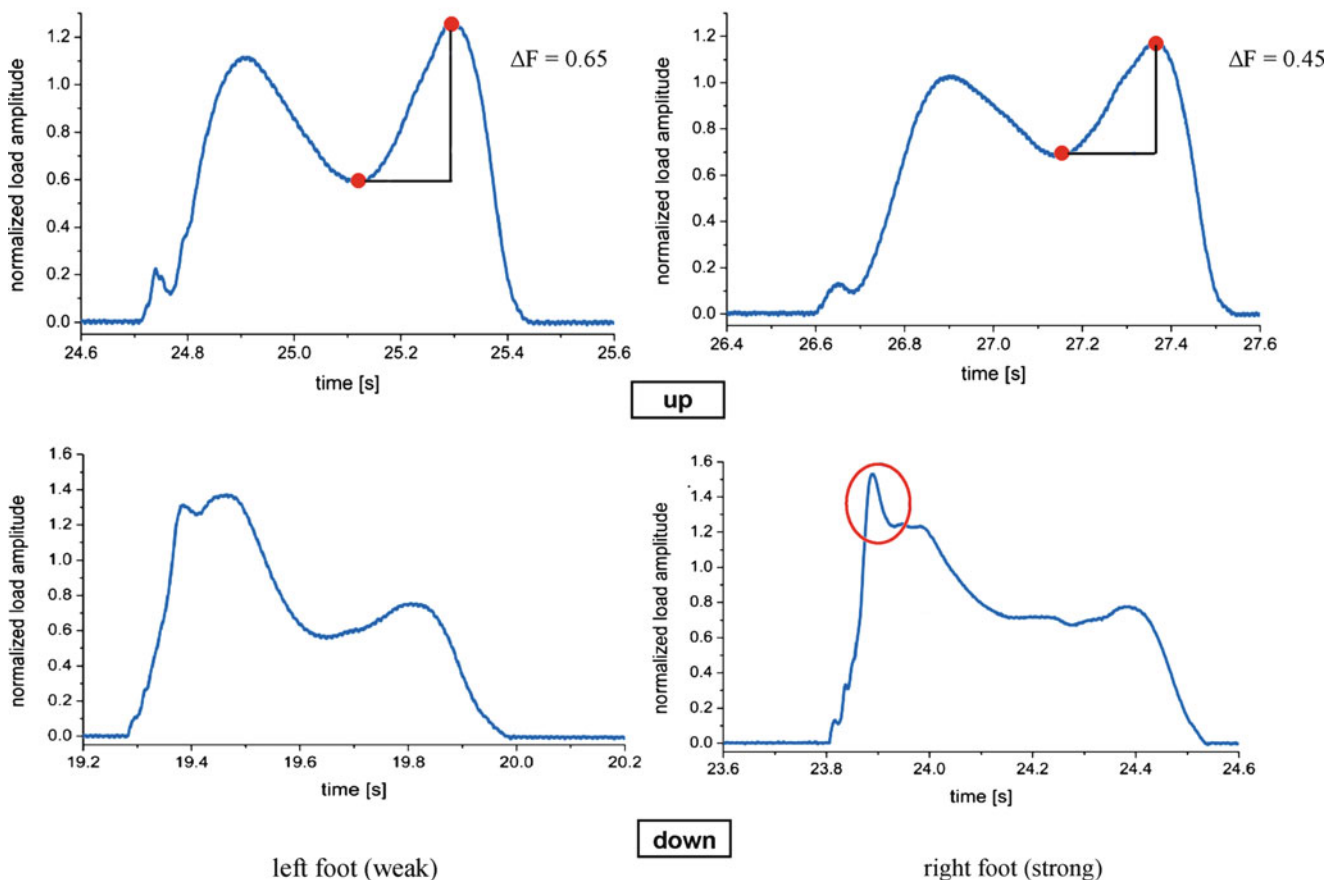 normalized load amplitude
1.2
1.0
0.8
0.6
0.4
0.2
0.0
24.6 24.8 25.0 25.2 25.4 25.6
time [s]
ΔF = 0.65
normalized load amplitude
1.2
1.0
0.8
0.6
0.4
0.2
0.0
26.4 26.6 26.8 27.0 27.2 27.4 27.6
time [s]
ΔF = 0.45
up
normalized load amplitude
1.6
1.4
1.2
1.0
0.8
0.6
0.4
0.2
0.0
19.2 19.4 19.6 19.8 20.0 20.2
time [s]
normalized load amplitude
1.6
1.4
1.2
1.0
0.8
0.6
0.4
0.2
0.0
23.6 23.8 24.0 24.2 24.4 24.6
time [s]
down
left foot (weak)
right foot (strong)